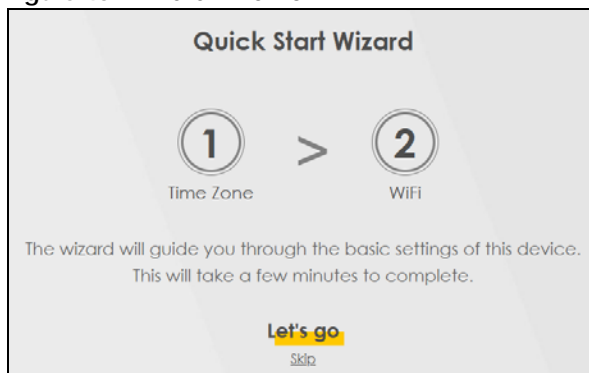 Quick Start Wizard
1 > 2
Time Zone WiFi
The wizard will guide you through the basic settings of this device.
This will take a few minutes to complete.
Let's go
Skip